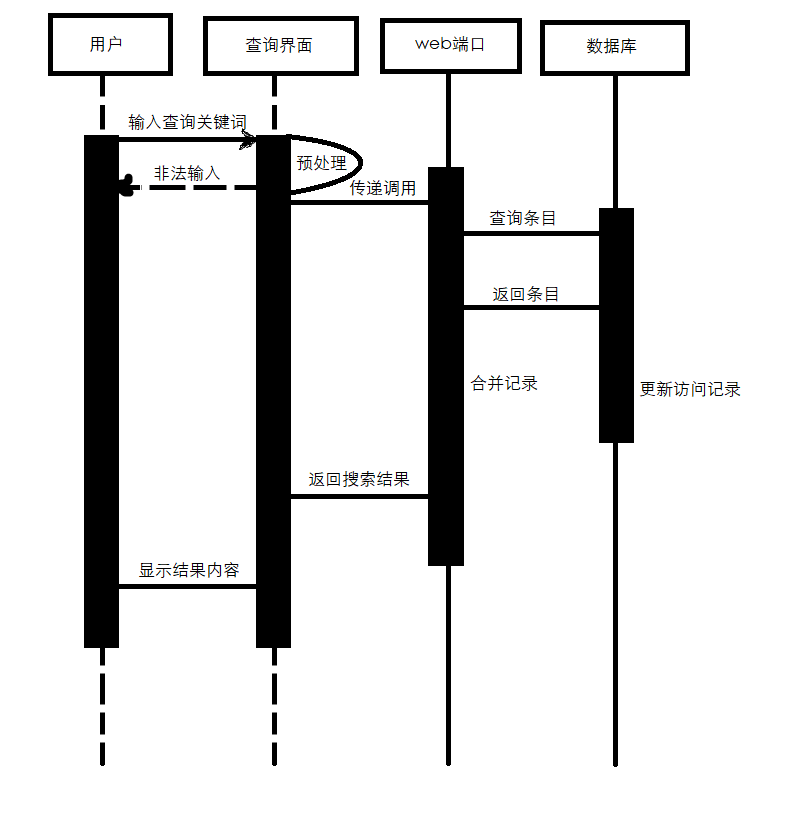 用户
查询界面
web端口
数据库
输入查询关键词
预处理
非法输入
传递调用
查询条目
返回条目
合并记录
更新访问记录
返回搜索结果
显示结果内容